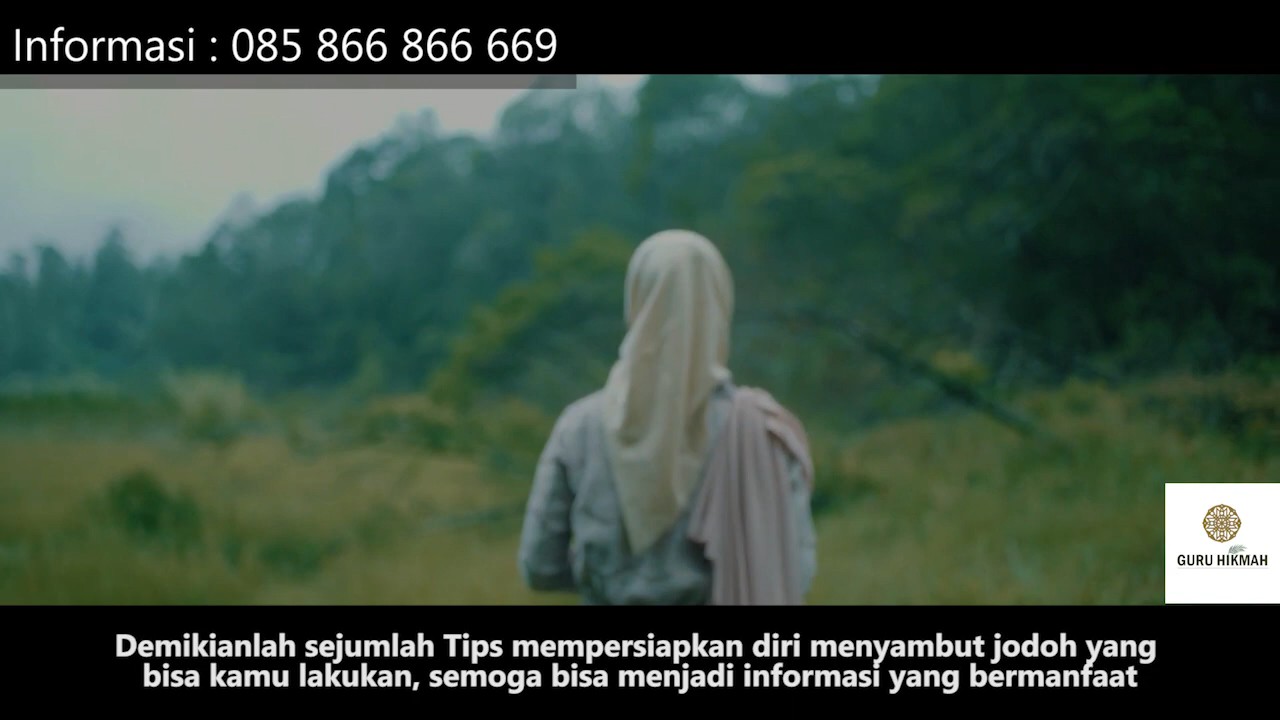 Informasi : 085 866 866 669
GURU HIKMAH
Demikianlah sejumlah Tips mempersiapkan diri menyambut jodoh yang
bisa kamu lakukan, semoga bisa menjadi informasi yang bermanfaat